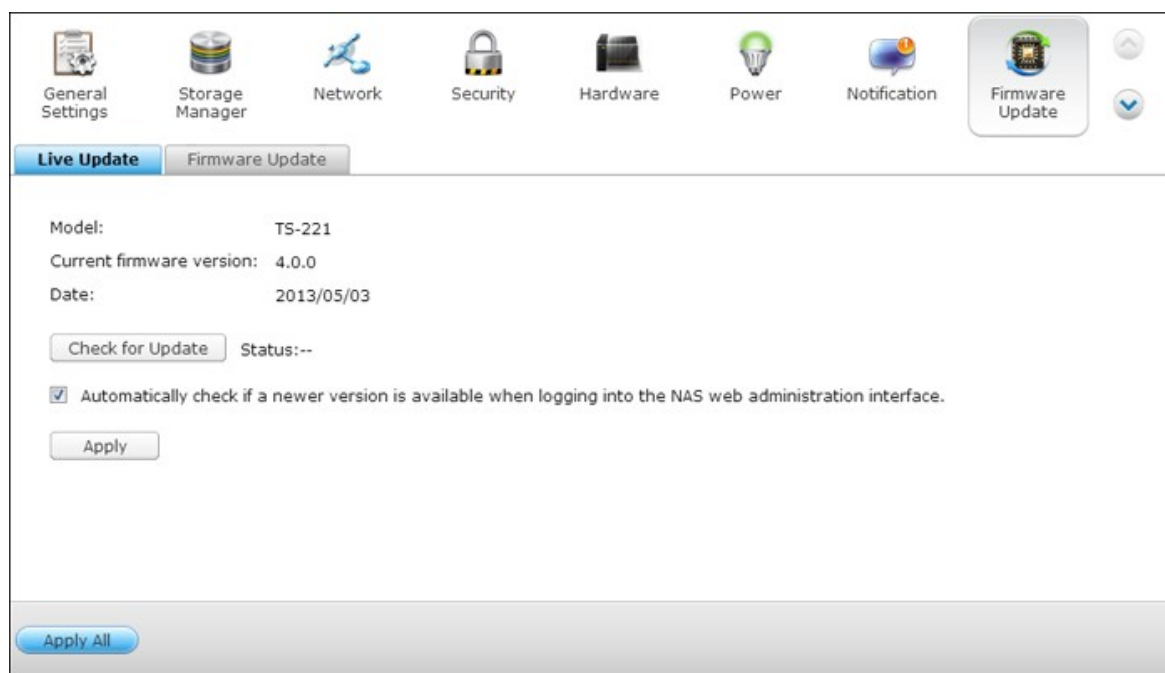 General Settings
Storage Manager
Network
Security
Hardware
Power
1
Notification
Firmware Update
Live Update
Firmware Update
Model: TS-221
Current firmware version: 4.0.0
Date: 2013/05/03
Check for Update Status:--
Automatically check if a newer version is available when logging into the NAS web administration interface.
Apply
Apply All